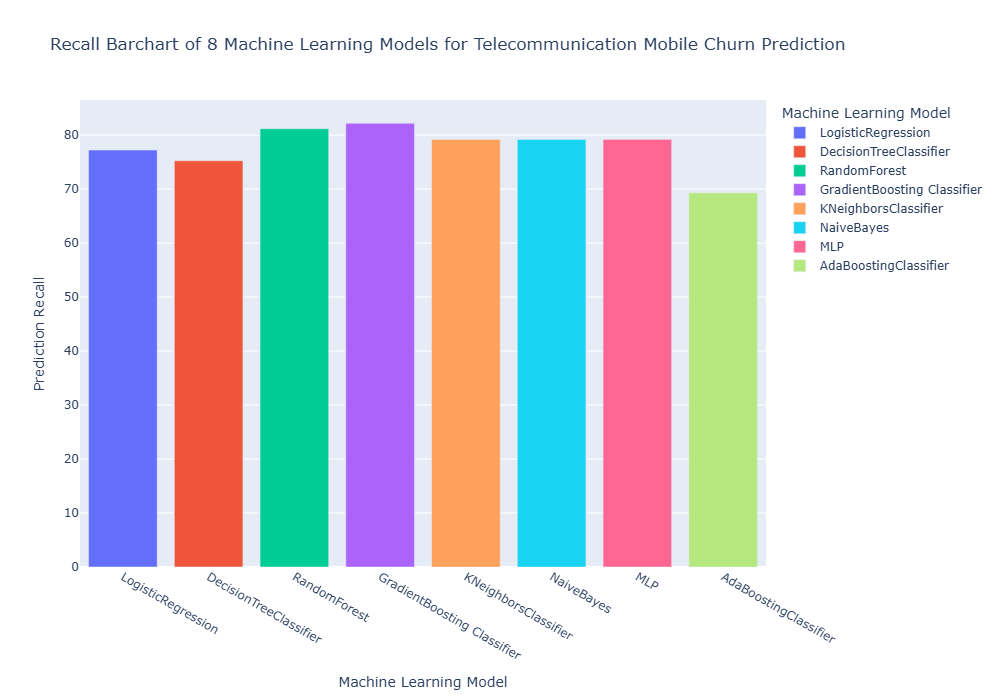 Recall Barchart of 8 Machine Learning Models for Telecommunication Mobile Churn Prediction
Machine Learning Model
LogisticRegression
DecisionTreeClassifier
RandomForest
GradientBoosting Classifier
KNeighborsClassifier
NaiveBayes
MLP
AdaBoostingClassifier
Prediction Recall
80
70
60
50
40
30
20
10
0
LogisticRegression
DecisionTreeClassifier
RandomForest
GradientBoosting Classifier
KNeighborsClassifier
NaiveBayes
MLP
AdaBoostingClassifier
Machine Learning Model